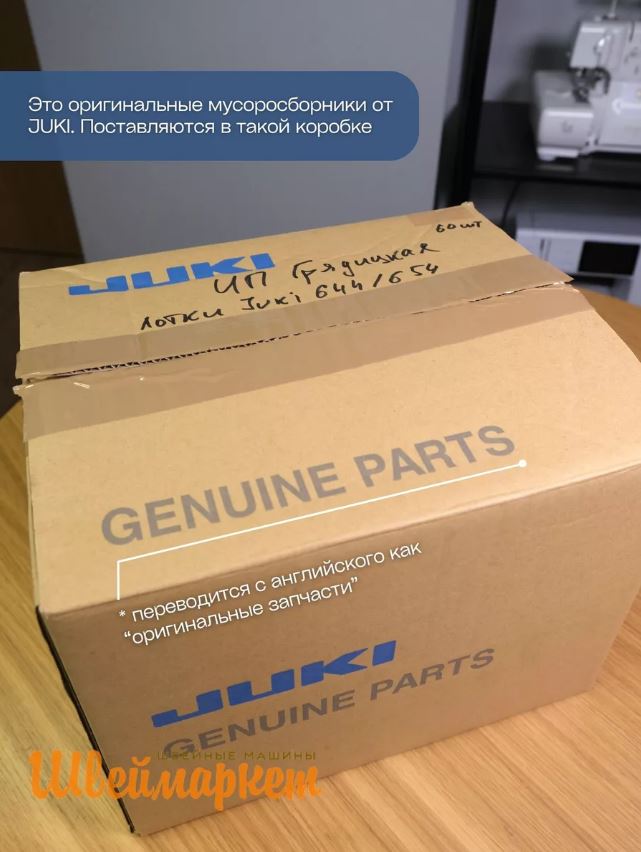 Это оригинальные мусоросборники от
JUKI. Поставляются в такой коробке
60 шт
JUKI
ИП Грядицкая
лотки Juki 644/654
GENUINE PARTS
* переводится с английского как
“оригинальные запчасти”
JUKI
GENUINE PARTS
ШВЕЙНЫЕ МАШИНЫ
Швеймаркет